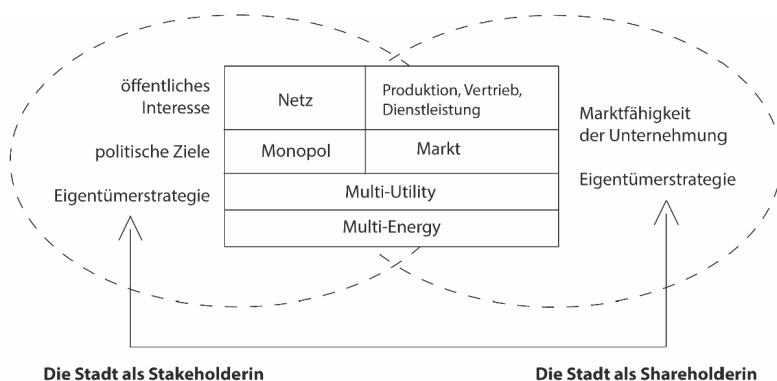 öffentliches
Interesse
politische Ziele
Eigentümerstrategie
Netz
Produktion, Vertrieb,
Dienstleistung
Monopol
Markt
Multi-Utility
Multi-Energy
Marktfähigkeit
der Unternehmung
Eigentümerstrategie
Die Stadt als Stakeholderin
Die Stadt als Shareholderin